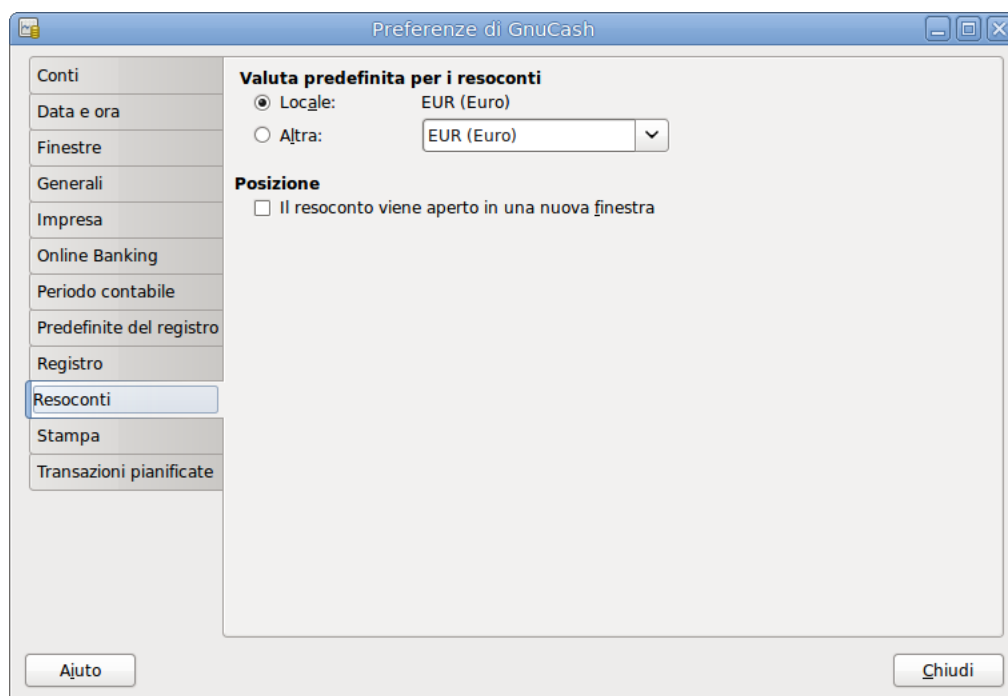 Preferenze di GnuCash
Conti
Data e ora
Finestre
Generali
Impresa
Online Banking
Periodo contabile
Predefinite del registro
Registro
Resoconti
Stampa
Transazioni pianificate
Valuta predefinita per i resoconti
Locale: EUR (Euro)
Altra: EUR (Euro)
Posizione
Il resoconto viene aperto in una nuova finestra
Aiuto
Chiudi